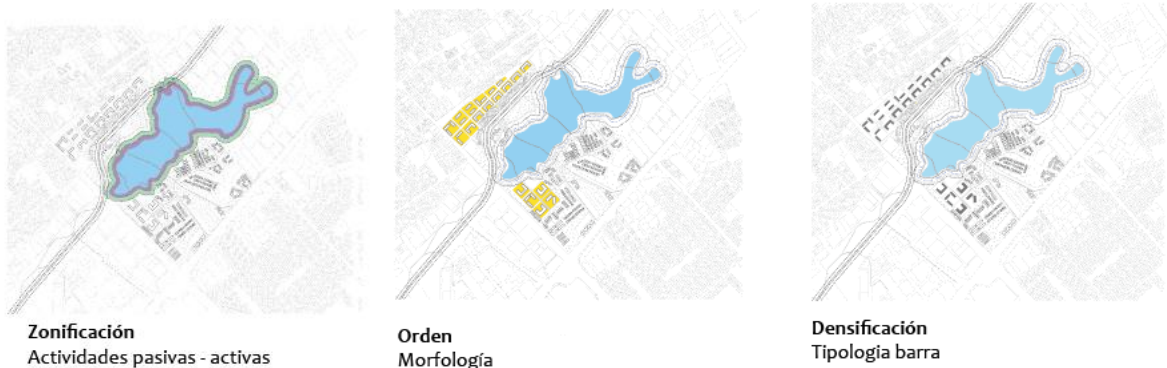 Zonificación
Actividades pasivas - activas
Orden
Morfología
Densificación
Tipologia barra